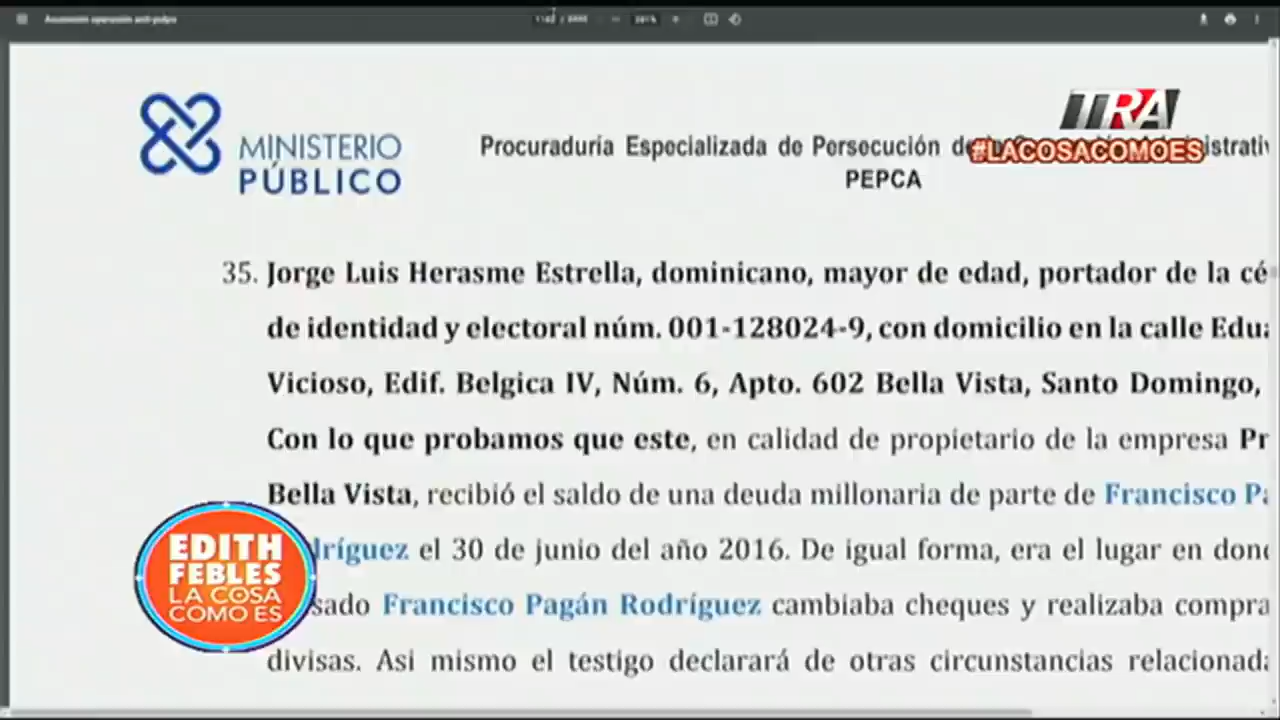 MINISTERIO
PÚBLICO
Procuraduría Especializada de Persecución de
PEPCA
TRA
#LACOSACOMOES
35. Jorge Luis Herasme Estrella, dominicano, mayor de edad, portador de la cé
de identidad y electoral núm. 001-128024-9, con domicilio en la calle Edua
Vicioso, Edif. Belgica IV, Núm. 6, Apto. 602 Bella Vista, Santo Domingo,
Con lo que probamos que este, en calidad de propietario de la empresa Pr
Bella Vista, recibió el saldo de una deuda millonaria de parte de Francisco Pa
dríguez el 30 de junio del año 2016. De igual forma, era el lugar en dond
sado Francisco Pagán Rodríguez cambiaba cheques y realizaba compra
divisas. Asi mismo el testigo declarará de otras circunstancias relacionada
EDITH
FEBLES
LA COSA
COMO ES